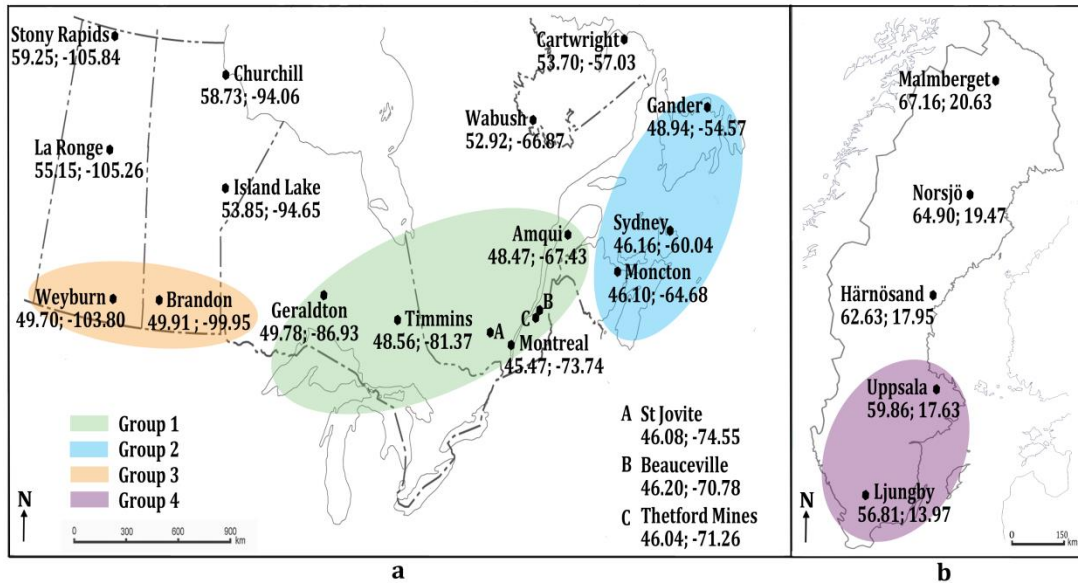 Stony Rapids
59.25; -105.84
Churchill
58.73; -94.06
Cartwright
53.70; -57.03
Gander
48.94; -54.57
Wabush
52.92; -66.87
La Ronge
55.15; -105.26
Island Lake
53.85; -94.65
Amqui
48.47; -67.43
Sydney
46.16; -60.04
Moncton
46.10; -64.68
Weyburn
49.70; -103.80
Brandon
49.91; -99.95
Geraldton
49.78; -86.93
Timmins
48.56; -81.37
A
B
C
Montreal
45.47; -73.74
Group 1
Group 2
Group 3
Group 4
A St Jovite
46.08; -74.55
B Beauceville
46.20; -70.78
C Thetford Mines
46.04; -71.26
N
0 300 600 900
km
a
Malmberget
67.16; 20.63
Norsjö
64.90; 19.47
Härnösand
62.63; 17.95
Uppsala
59.86; 17.63
Ljungby
56.81; 13.97
N
0 150
km
b